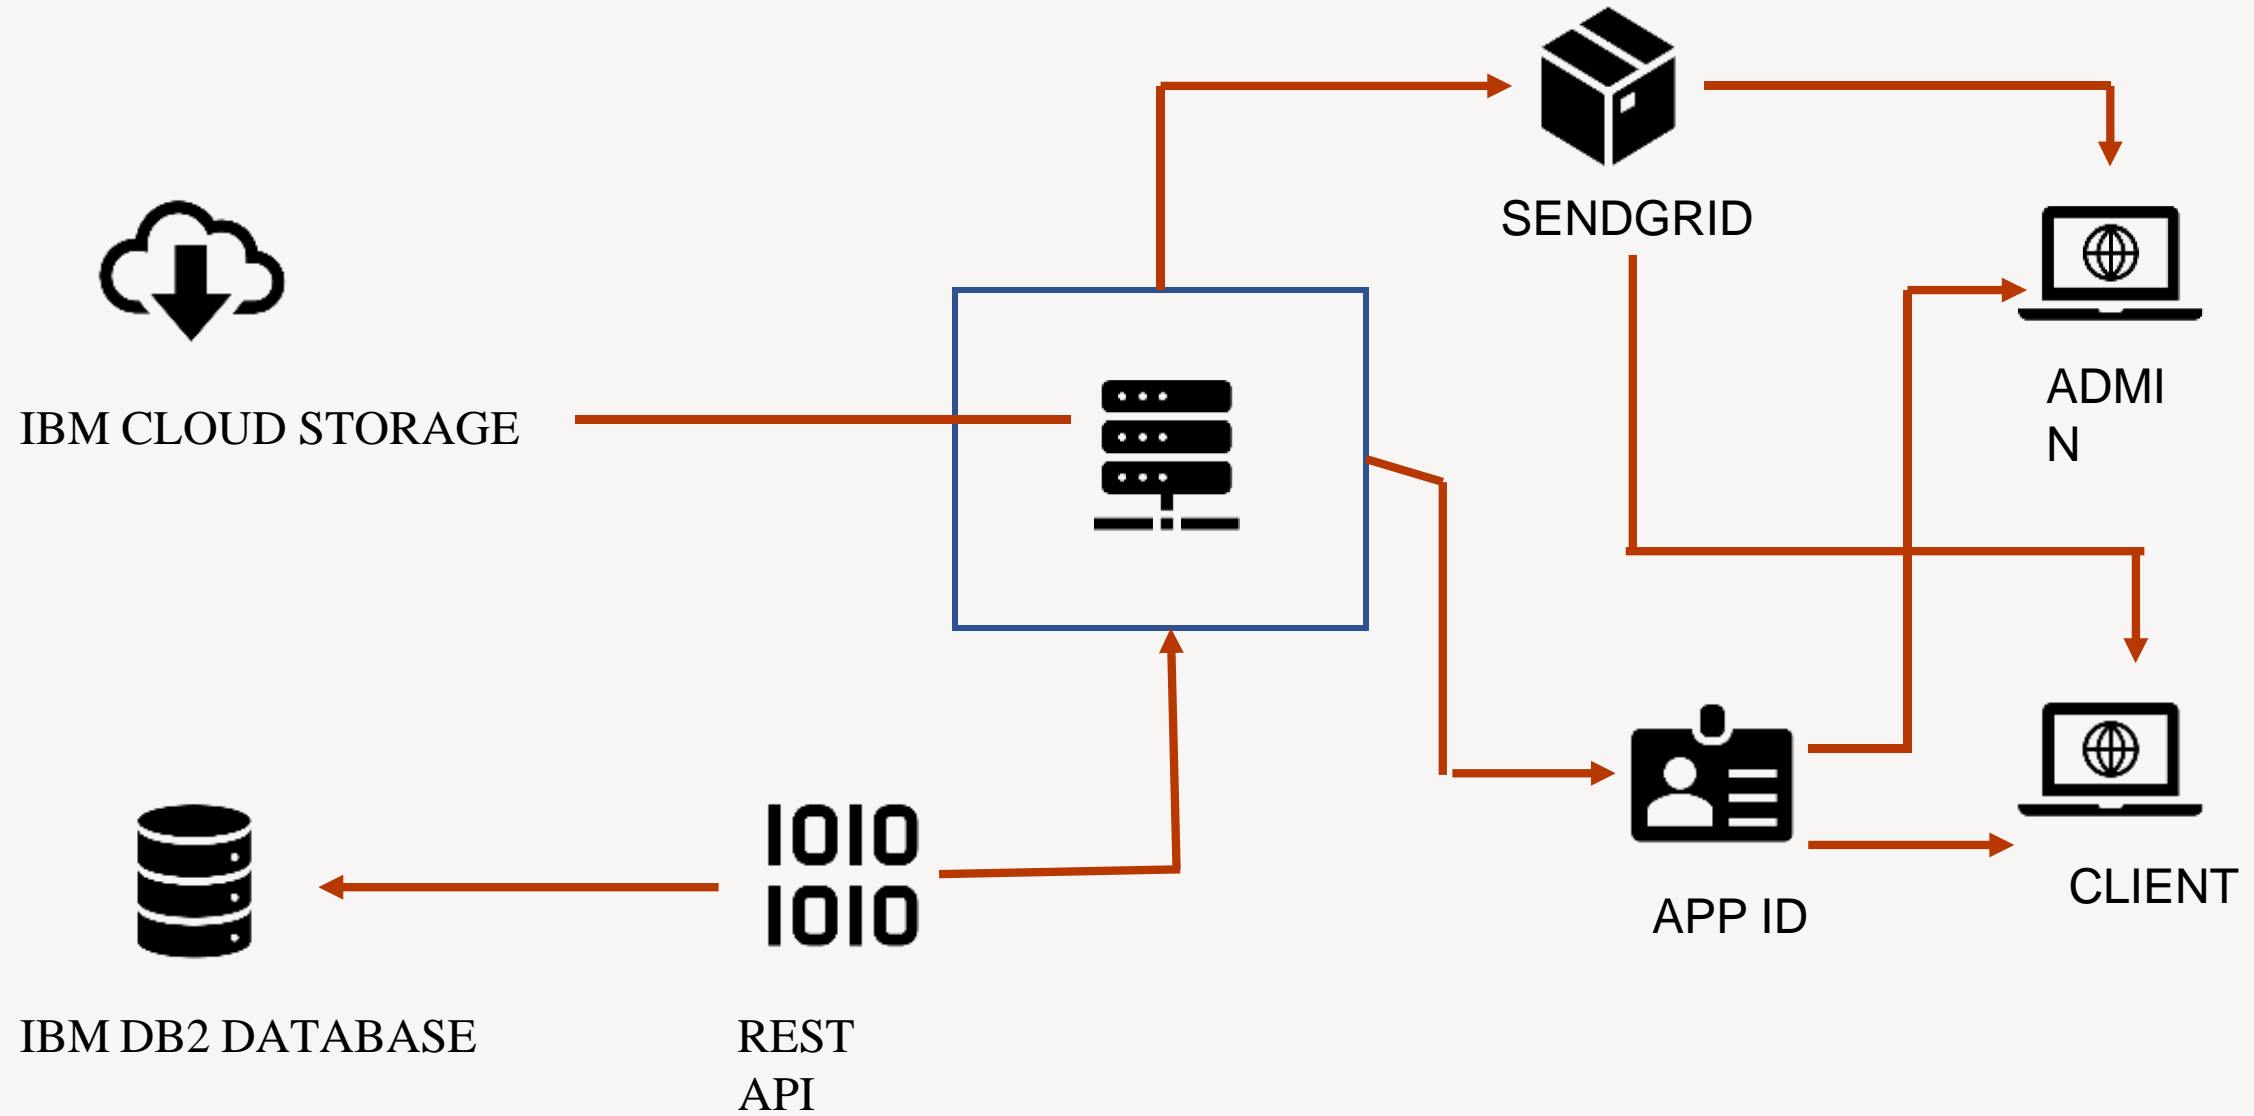 SENDGRID
IBM CLOUD STORAGE
ADMI
N
CLIENT
APP ID
IBM DB2 DATABASE
REST
API